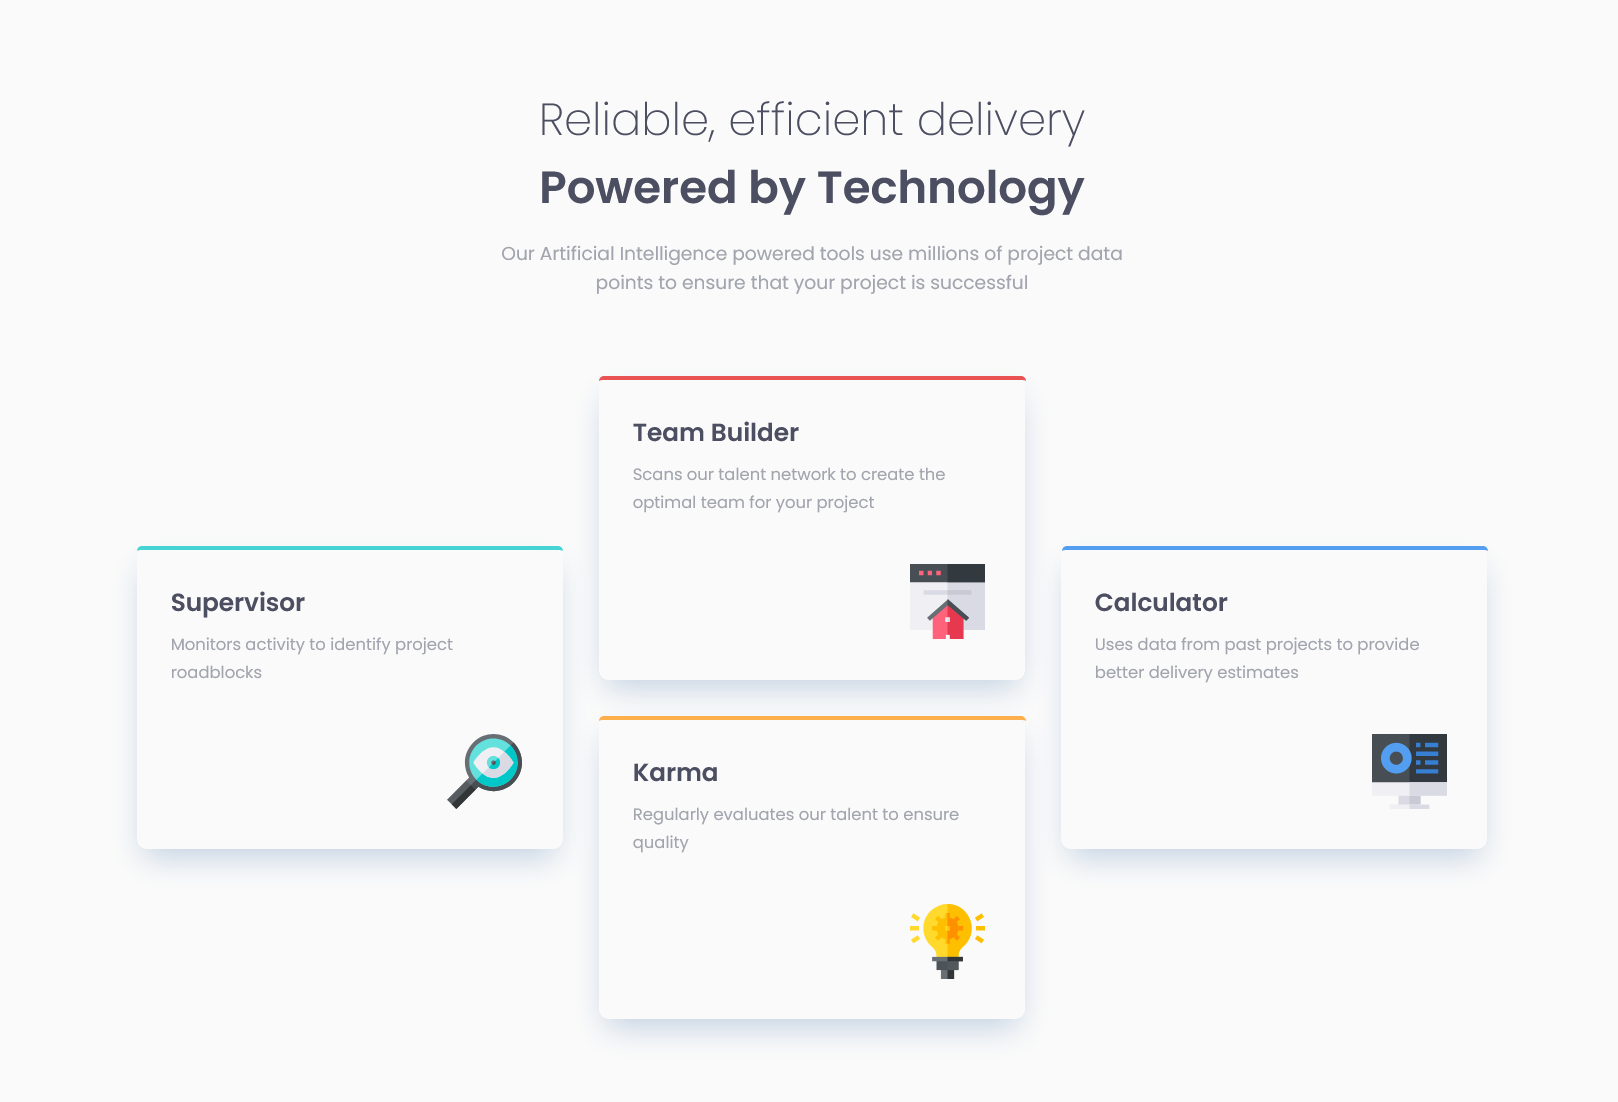 Reliable, efficient delivery
Powered by Technology
Our Artificial Intelligence powered tools use millions of project data
points to ensure that your project is successful
Team Builder
Scans our talent network to create the
optimal team for your project
Supervisor
Monitors activity to identify project
roadblocks
Calculator
Uses data from past projects to provide
better delivery estimates
Karma
Regularly evaluates our talent to ensure
quality